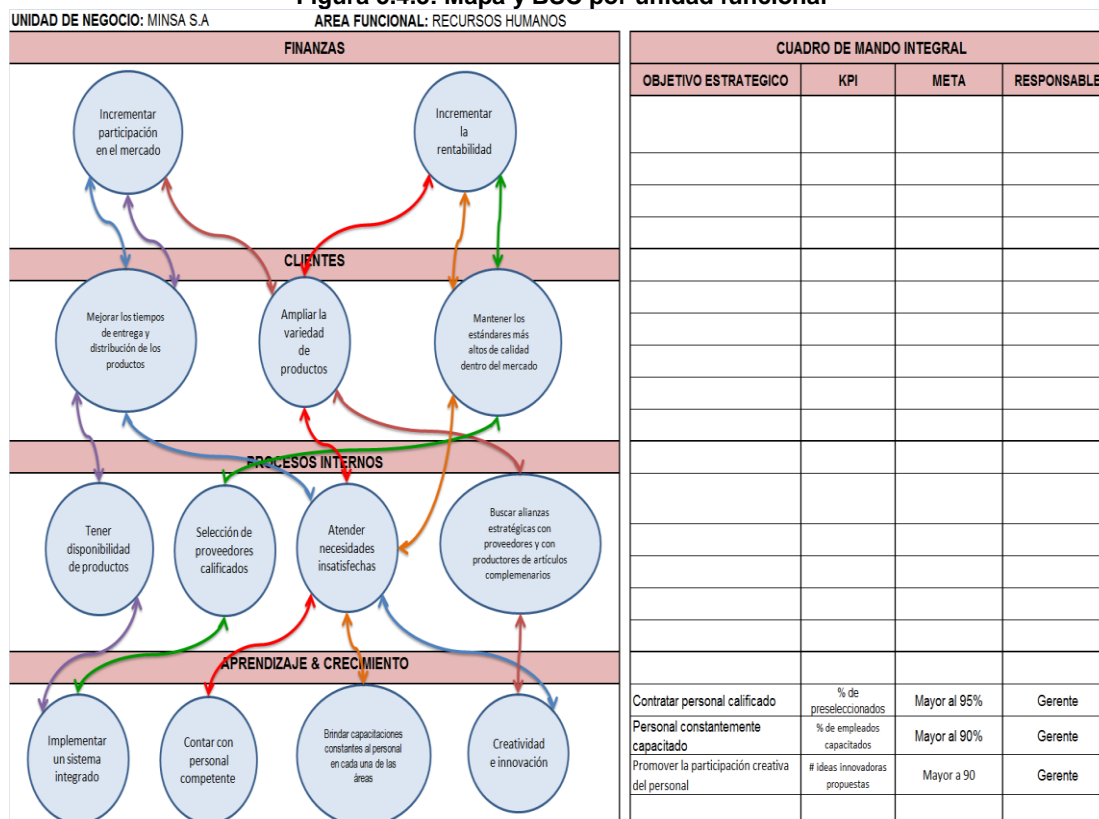 Figura 3.4.3: Mapa y BSC por unidad funcional
UNIDAD DE NEGOCIO: MINSA S.A
AREA FUNCIONAL: RECURSOS HUMANOS
FINANZAS
Incrementar
participación
en el mercado
Incrementar
la
rentabilidad
CLIENTES
Mejorar los tiempos
de entrega y
distribución de los
productos
Ampliar la
variedad
de
productos
Mantener los
estándares más
altos de calidad
dentro del mercado
PROCESOS INTERNOS
Tener
disponibilidad
de productos
Selección de
proveedores
calificados
Atender
necesidades
insatisfechas
Buscar alianzas
estratégicas con
proveedores y con
productores de artículos
complemenarios
APRENDIZAJE & CRECIMIENTO
Implementar
un sistema
integrado
Contar con
personal
competente
Brindar capacitaciones
constantes al personal
en cada una de las
áreas
Creatividad
e innovación
CUADRO DE MANDO INTEGRAL
OBJETIVO ESTRATEGICO KPI META RESPONSABLE
Contratar personal calificado
% de
preseleccionados
Mayor al 95%
Gerente
Personal constantemente
capacitado
% de empleados
capacitados
Mayor al 90%
Gerente
Promover la participación creativa
del personal
# ideas innovadoras
propuestas
Mayor a 90
Gerente